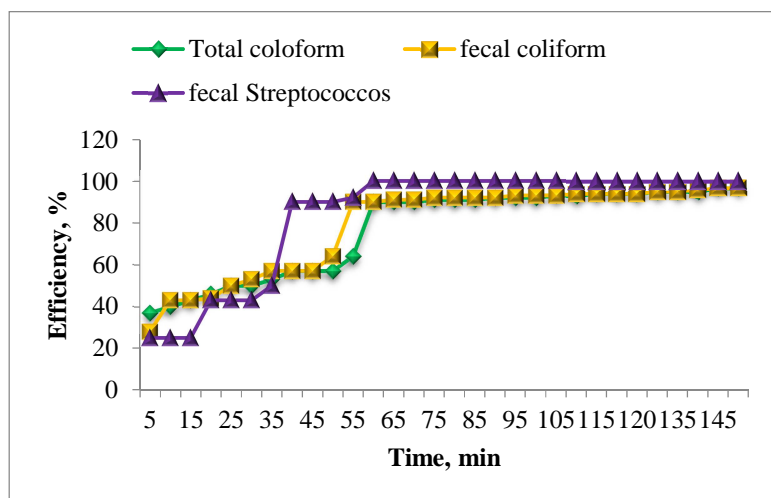 Total coloform
fecal coliform
fecal Streptococcos
120
100
80
60
40
20
0
Efficiency, %
5 15 25 35 45 55 65 75 85 95 105 115 120 135 145
Time, min